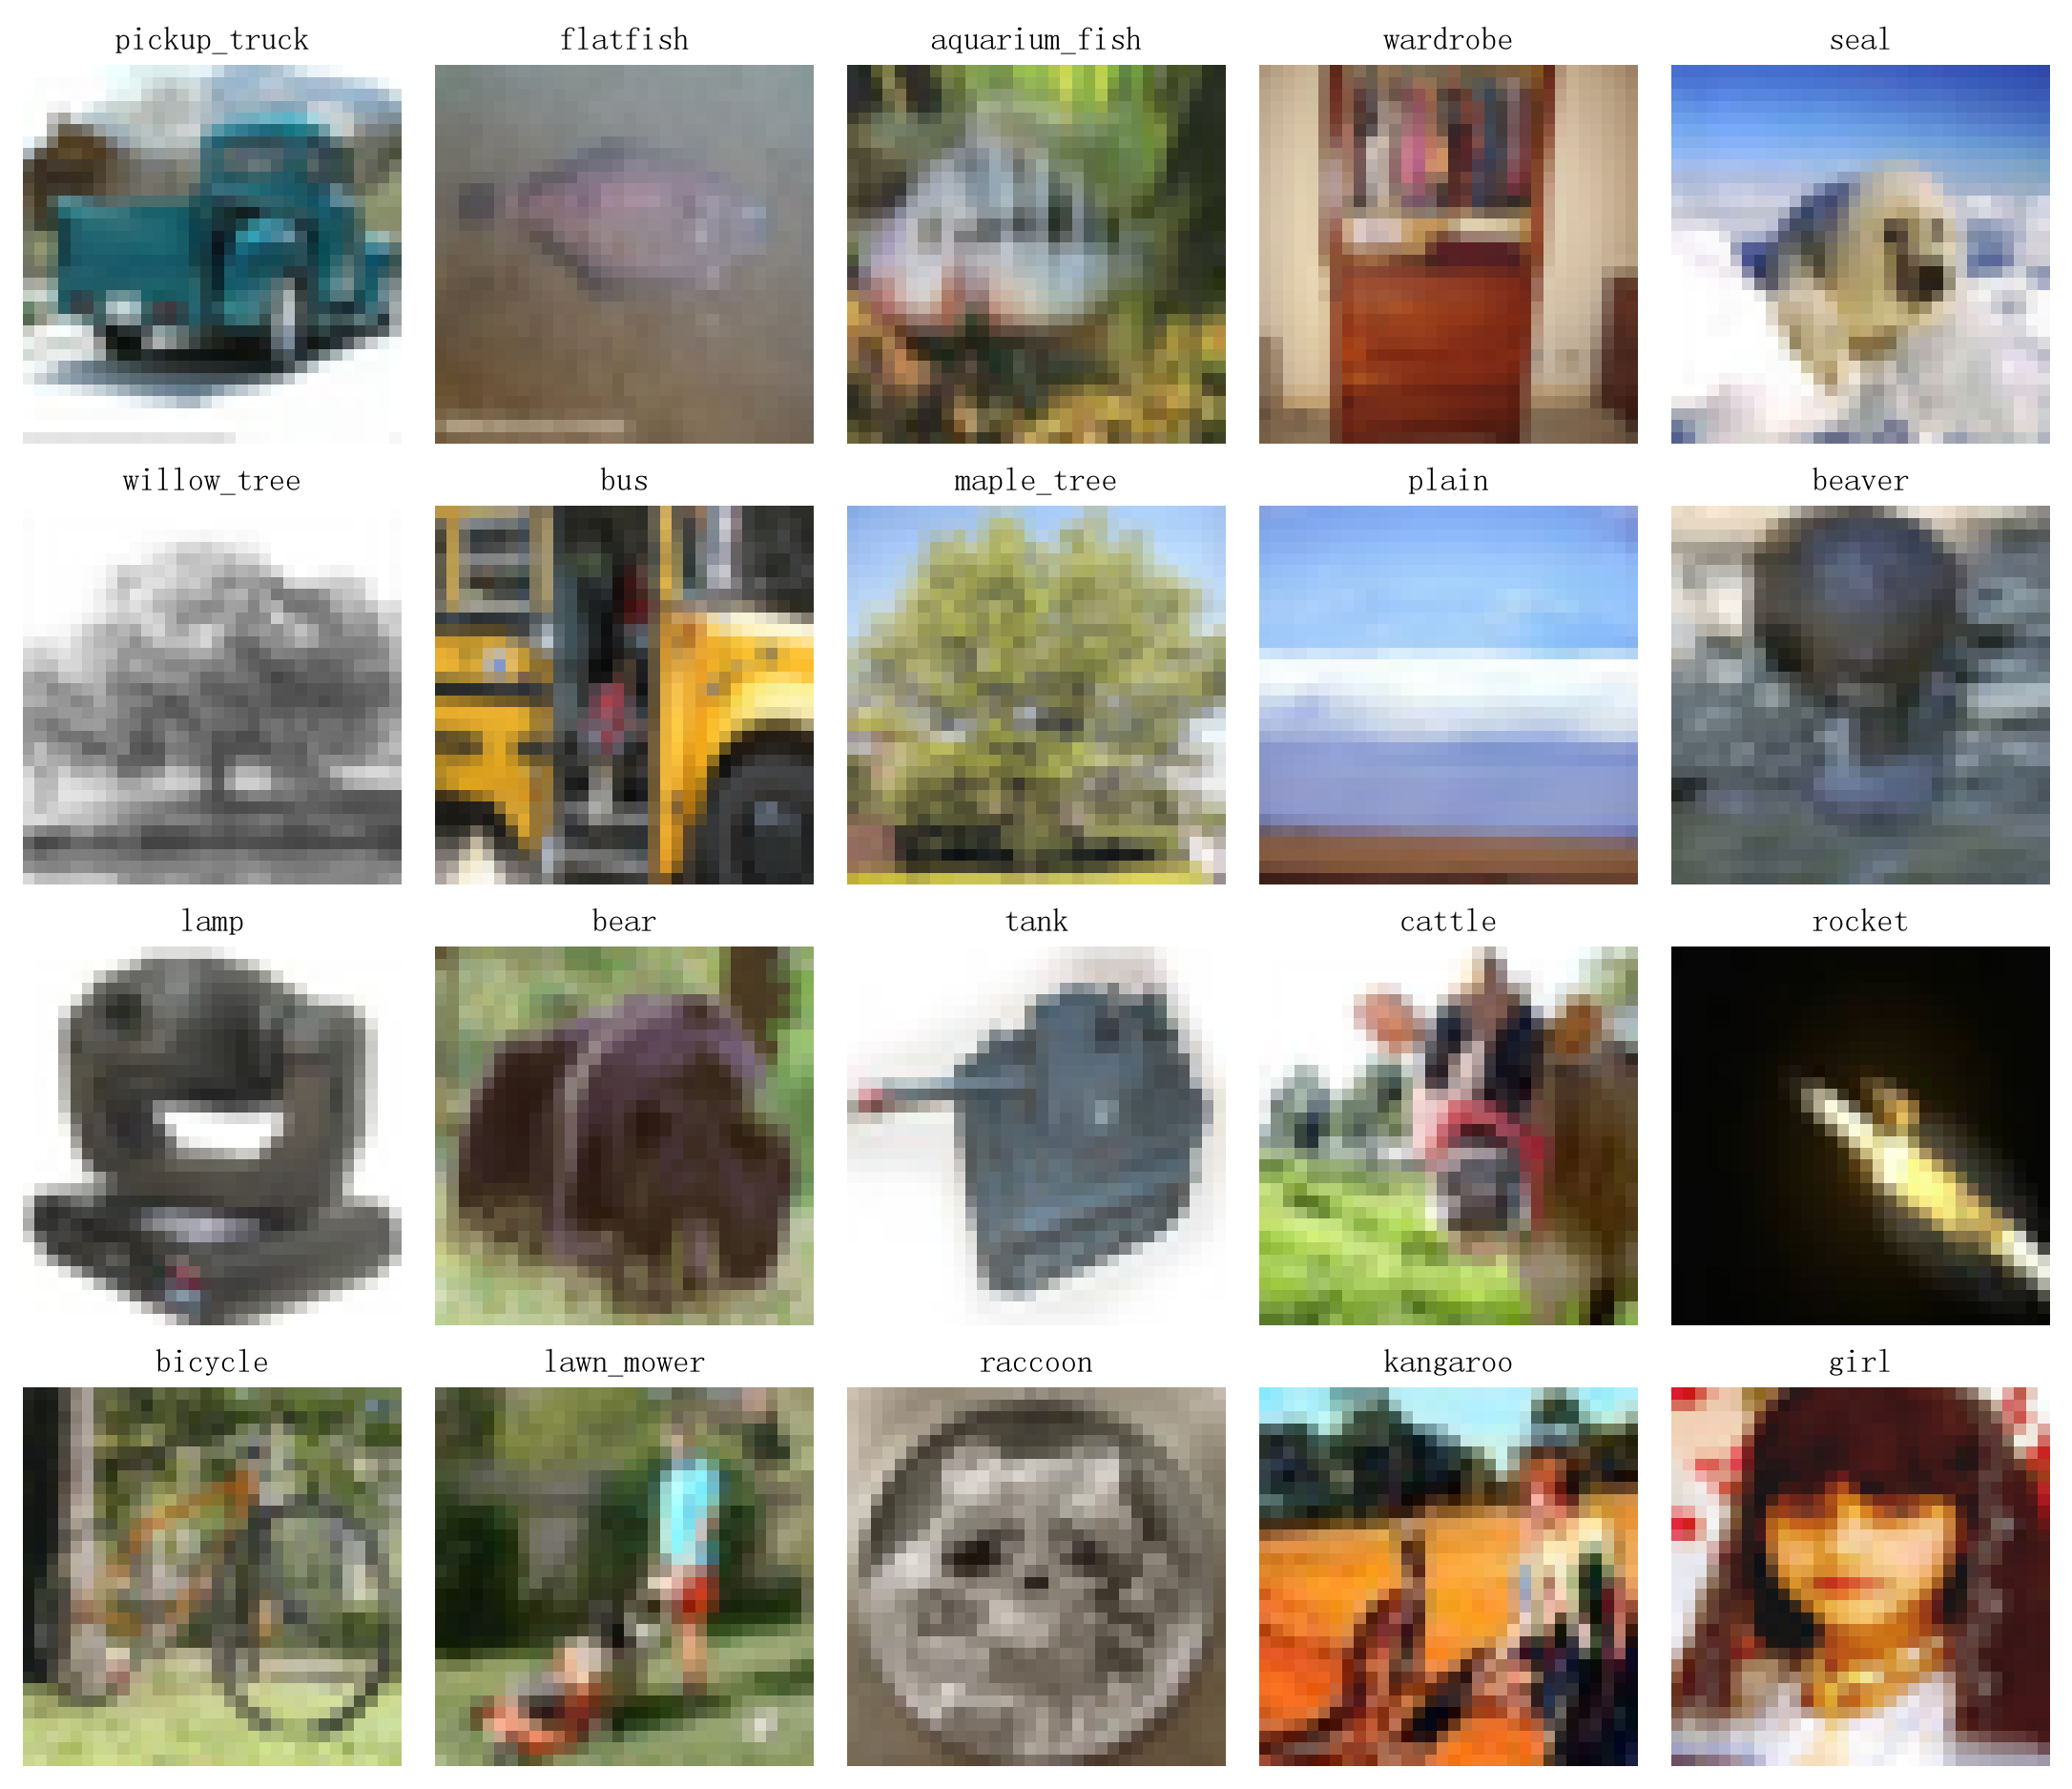 pickup_truck flatfish aquarium_fish wardrobe seal
willow_tree bus maple_tree plain beaver
lamp bear tank cattle rocket
bicycle lawn_mower raccoon kangaroo girl